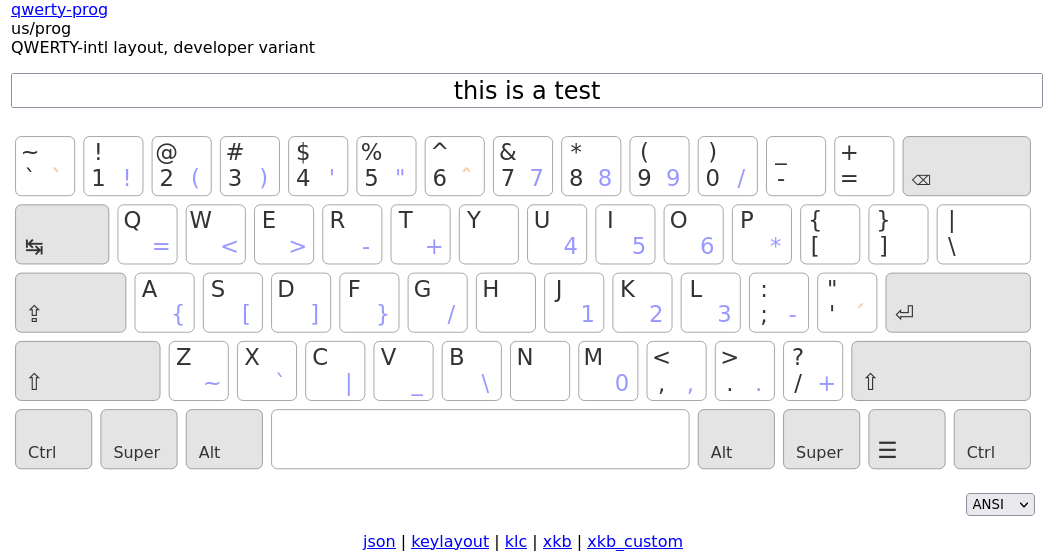 qwerty-prog
us/prog
QWERTY-intl layout, developer variant
this is a test
~ ! @ # $ % ^ & * ( ) _ +
` ` 1 ! 2 ( 3 ) 4 ' 5 " 6 ^ 7 7 8 8 9 9 0 / - = ⌫
Q W E R T Y U I O P { } |
↹ = < > - + 4 5 6 * [ ] \
A S D F G H J K L : "
⇪ { [ ] } / 1 2 3 ; - ' ´ ⏎
Z X C V B N M < > ?
⇧ ~ ` | _ \ 0 , , . . / + ⇧
Ctrl Super Alt Alt Super ☰ Ctrl
ANSI
json | keylayout | klc | xkb | xkb_custom